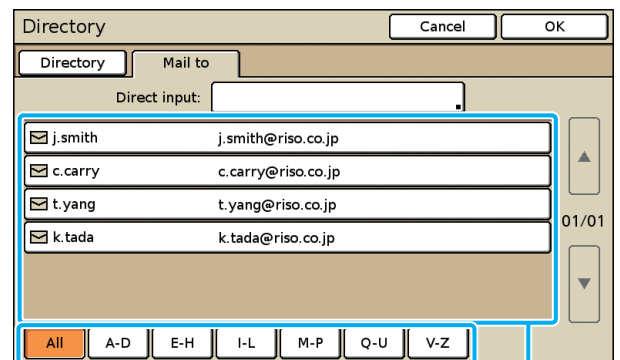 Directory Cancel OK
Directory Mail to
Direct input:
j.smith j.smith@riso.co.jp
c.carry c.carry@riso.co.jp
t.yang t.yang@riso.co.jp
k.tada k.tada@riso.co.jp
01/01
All A-D E-H I-L M-P Q-U V-Z